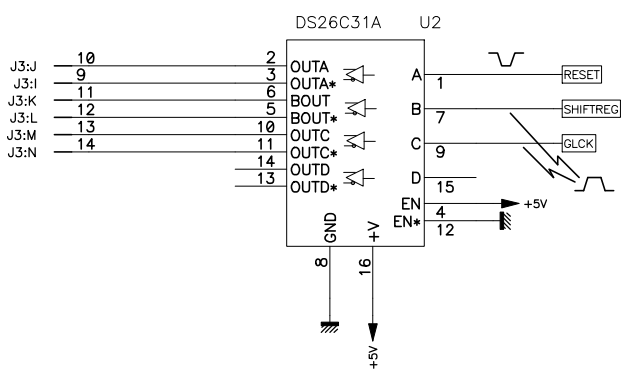 DS26C31A U2
J3:J 10 2 OUTA A 1 RESET
J3:I 9 3 OUTA*
J3:K 11 6 BOUT B 7 SHIFTREG
J3:L 12 5 BOUT*
J3:M 13 10 OUTC C 9 GLCK
J3:N 14 11 OUTC*
14 OUTD D 15
13 OUTD*
EN 4 +5V
EN* 12
GND +V
8 16
+5V